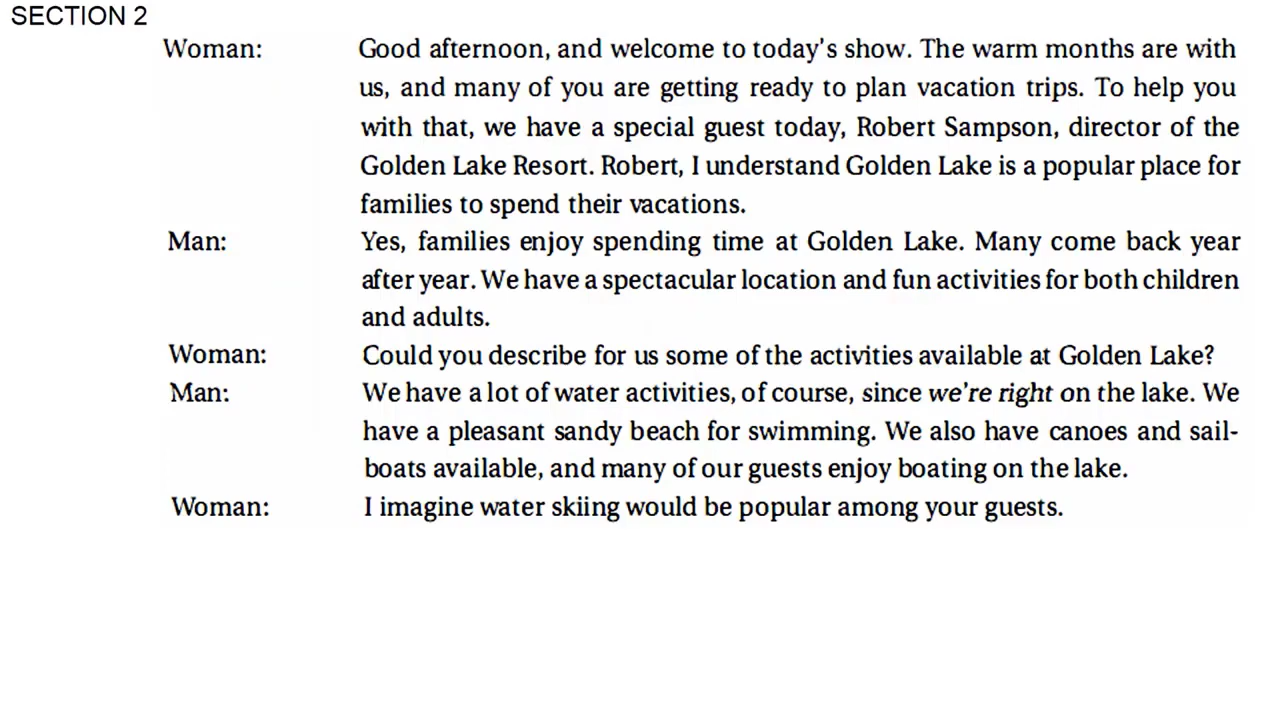 SECTION 2
Woman: Good afternoon, and welcome to today's show. The warm months are with
us, and many of you are getting ready to plan vacation trips. To help you
with that, we have a special guest today, Robert Sampson, director of the
Golden Lake Resort. Robert, I understand Golden Lake is a popular place for
families to spend their vacations.
Man: Yes, families enjoy spending time at Golden Lake. Many come back year
after year. We have a spectacular location and fun activities for both children
and adults.
Woman: Could you describe for us some of the activities available at Golden Lake?
Man: We have a lot of water activities, of course, since we're right on the lake. We
have a pleasant sandy beach for swimming. We also have canoes and sail-
boats available, and many of our guests enjoy boating on the lake.
Woman: I imagine water skiing would be popular among your guests.